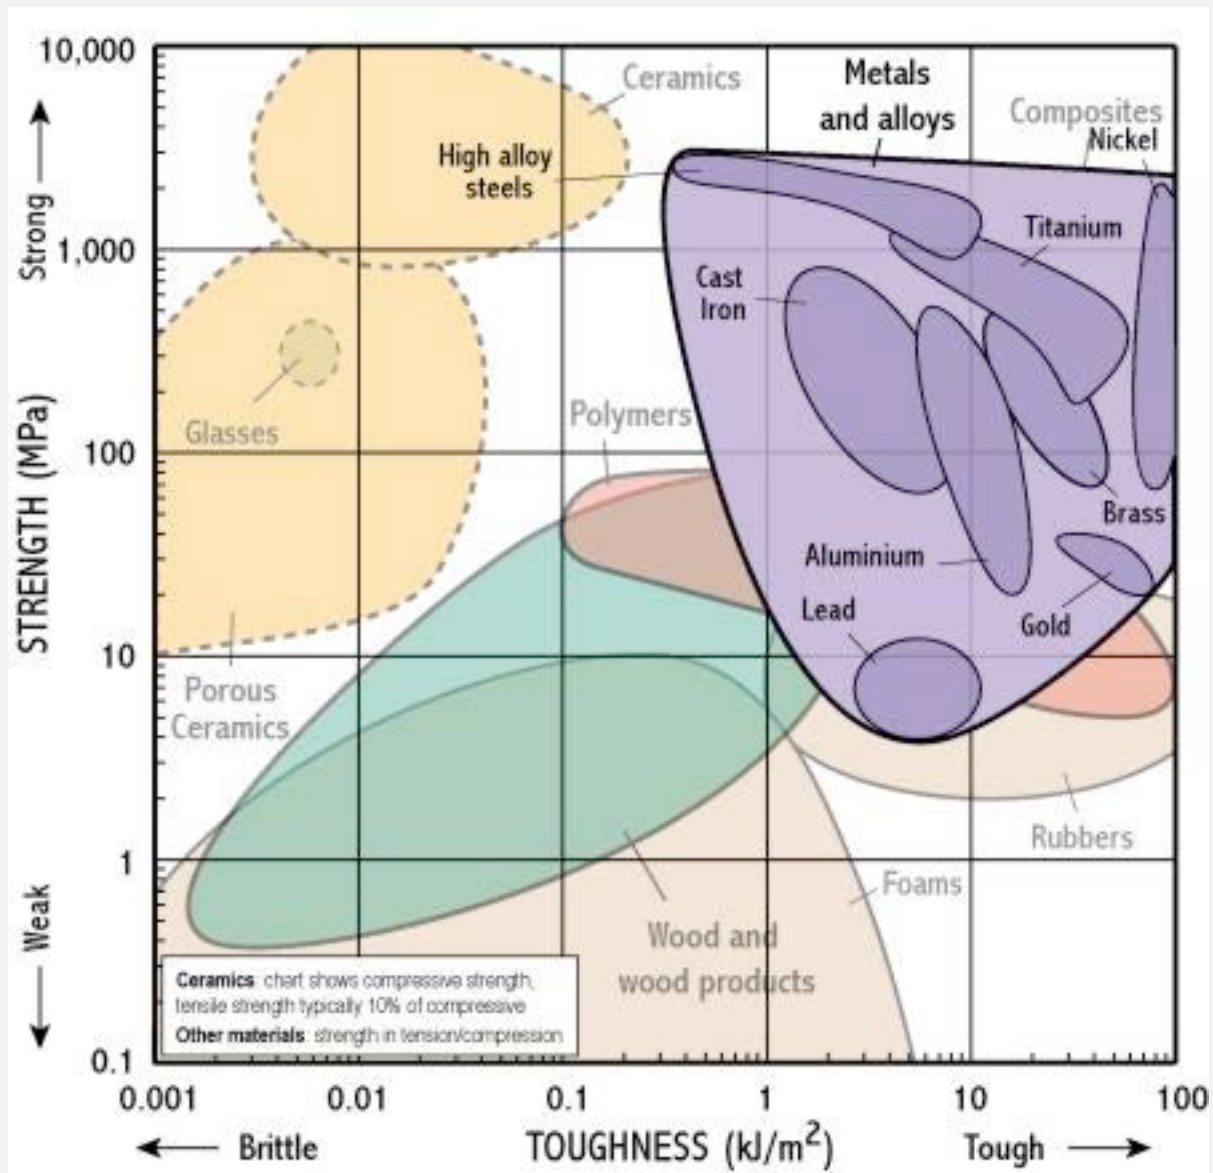 10,000
Ceramics
Metals
and alloys
Composites
Nickel
High alloy
steels
Strong
1,000
Titanium
Cast
Iron
Polymers
Glasses
100
STRENGTH (MPa)
Brass
Aluminium
Lead
Gold
10
Porous
Ceramics
Rubbers
1
Foams
Weak
Wood and
wood products
Ceramics: chart shows compressive strength,
tensile strength typically 10% of compressive
Other materials: strength in tension/compression
0.1
0.001 0.01 0.1 1 10 100
Brittle TOUGHNESS (kJ/m²) Tough